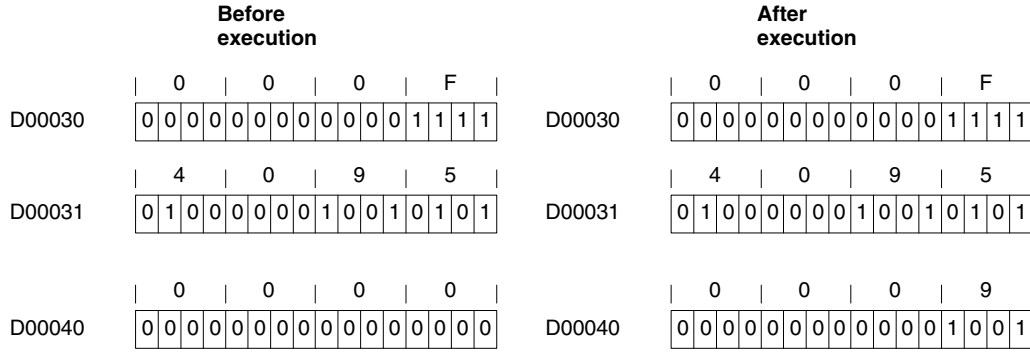 Before execution After execution
0 0 0 F 0 0 0 F
D00030 0 0 0 0 0 0 0 0 0 0 0 0 1 1 1 1 D00030 0 0 0 0 0 0 0 0 0 0 0 0 1 1 1 1
4 0 9 5 4 0 9 5
D00031 0 1 0 0 0 0 0 0 1 0 0 1 0 1 0 1 D00031 0 1 0 0 0 0 0 0 1 0 0 1 0 1 0 1
0 0 0 0 0 0 0 9
D00040 0 0 0 0 0 0 0 0 0 0 0 0 0 0 0 0 D00040 0 0 0 0 0 0 0 0 0 0 0 0 1 0 0 1